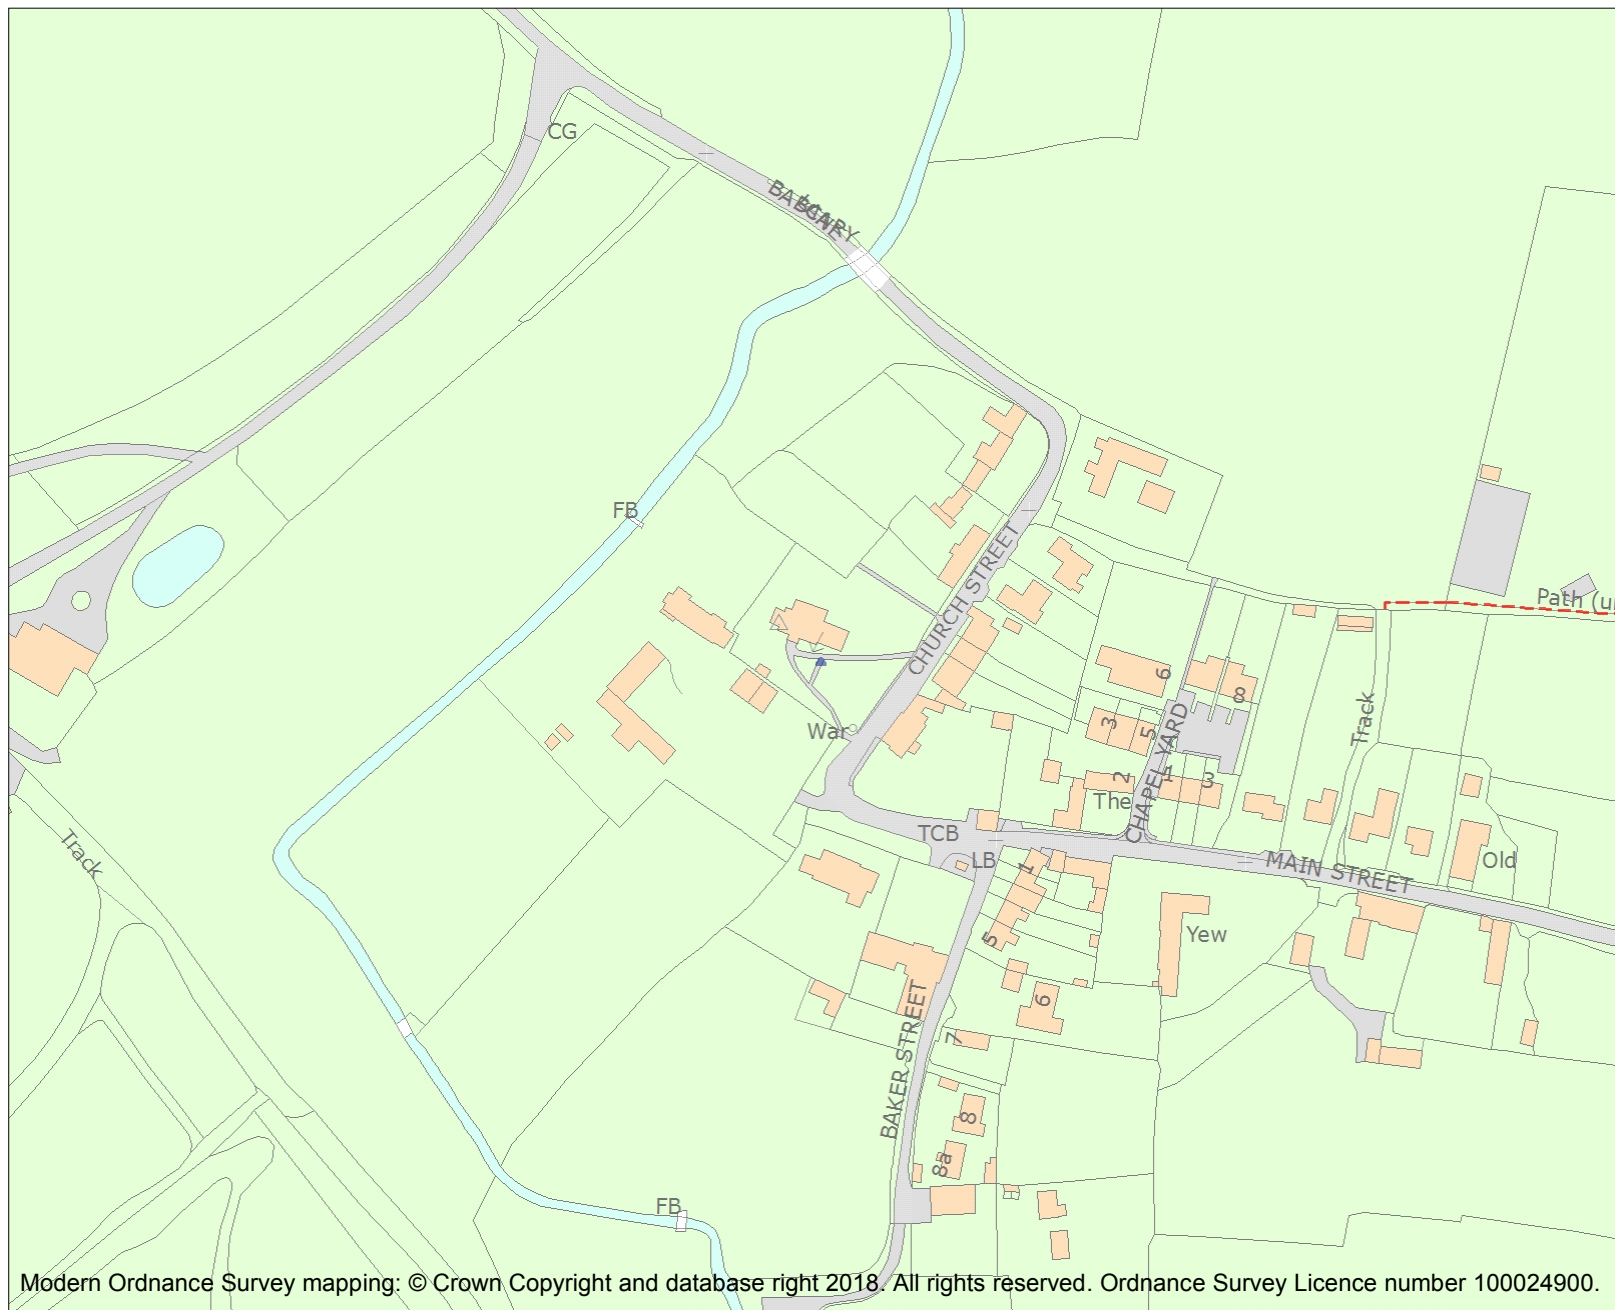 CG
FB
CHURCH STREET
Path (u
6
8
Track
War
3
5
CHAPEL YARD
2
1
3
The
TCB
LB
1
MAIN STREET
Old
Track
5
Yew
6
7
BAKER STREET
8
8a
FB
Modern Ordnance Survey mapping: © Crown Copyright and database right 2018. All rights reserved. Ordnance Survey Licence number 100024900.